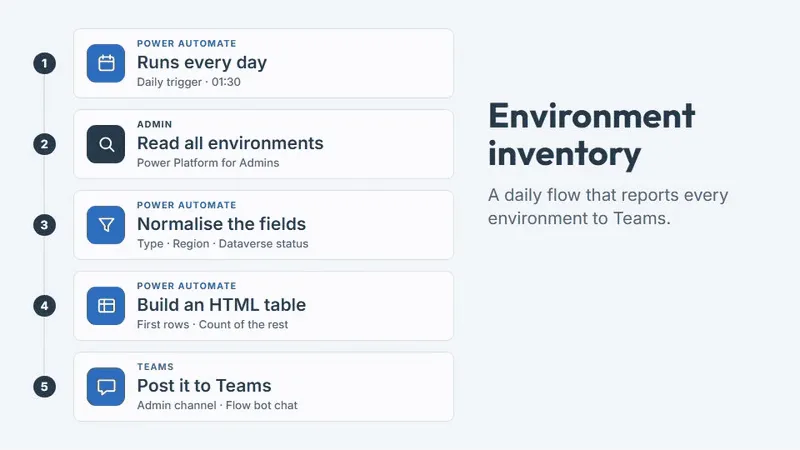 1
POWER AUTOMATE
Runs every day
Daily trigger · 01:30
2
ADMIN
Read all environments
Power Platform for Admins
3
POWER AUTOMATE
Normalise the fields
Type · Region · Dataverse status
4
POWER AUTOMATE
Build an HTML table
First rows · Count of the rest
5
TEAMS
Post it to Teams
Admin channel · Flow bot chat
Environment
inventory
A daily flow that reports every
environment to Teams.